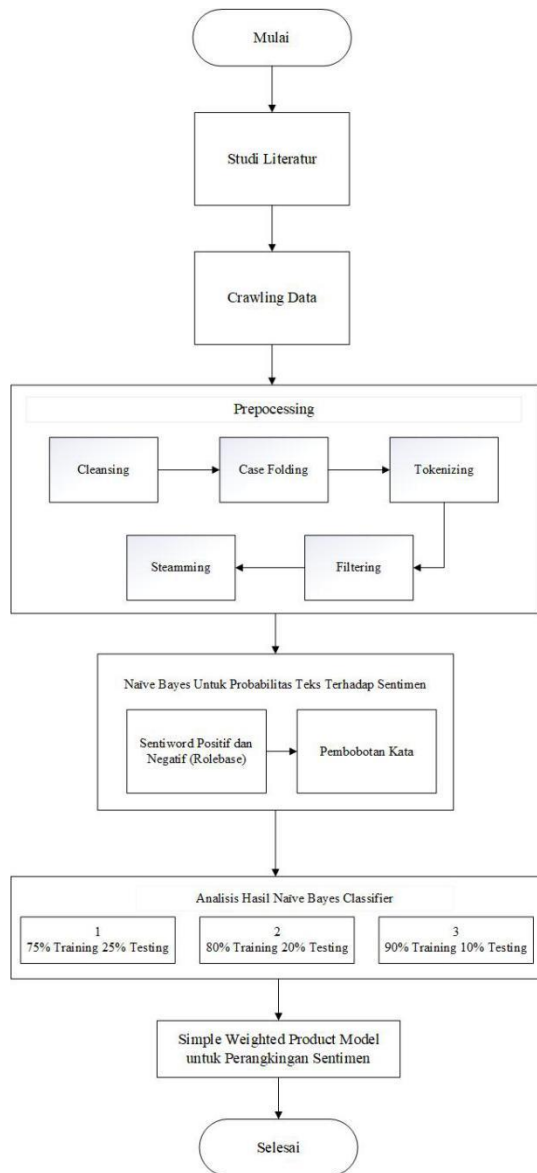 Mulai
Studi Literatur
Crawling Data
Prepocessing
Cleansing
Case Folding
Tokenizing
Steamming
Filtering
Naïve Bayes Untuk Probabilitas Teks Terhadap Sentimen
Sentiword Positif dan
Negatif (Rolebase)
Pembobotan Kata
Analisis Hasil Naïve Bayes Classifier
1
75% Training 25% Testing
2
80% Training 20% Testing
3
90% Training 10% Testing
Simple Weighted Product Model
untuk Perangkingan Sentimen
Selesai